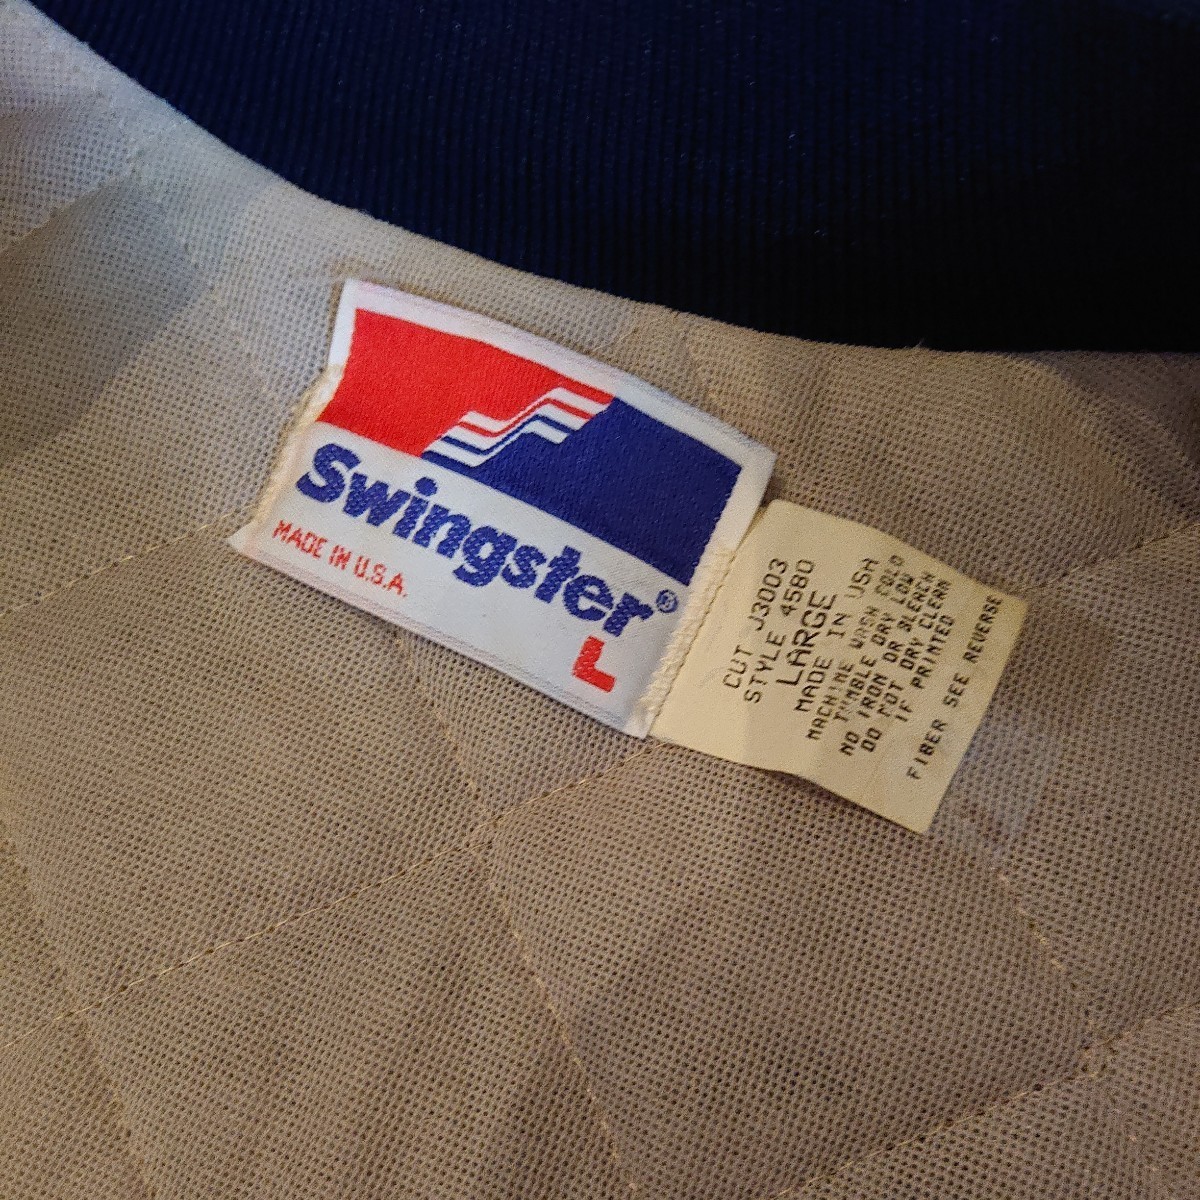 Swingster®
MADE IN U.S.A.
L
CUT J3003
STYLE 4580
LARGE
MADE IN USA
MACHINE WASH COLD
TUMBLE DRY LOW
NO IRON OR BLEACH
DO NOT DRY CLEAN
IF PRINTED
FIBER SEE REVERSE